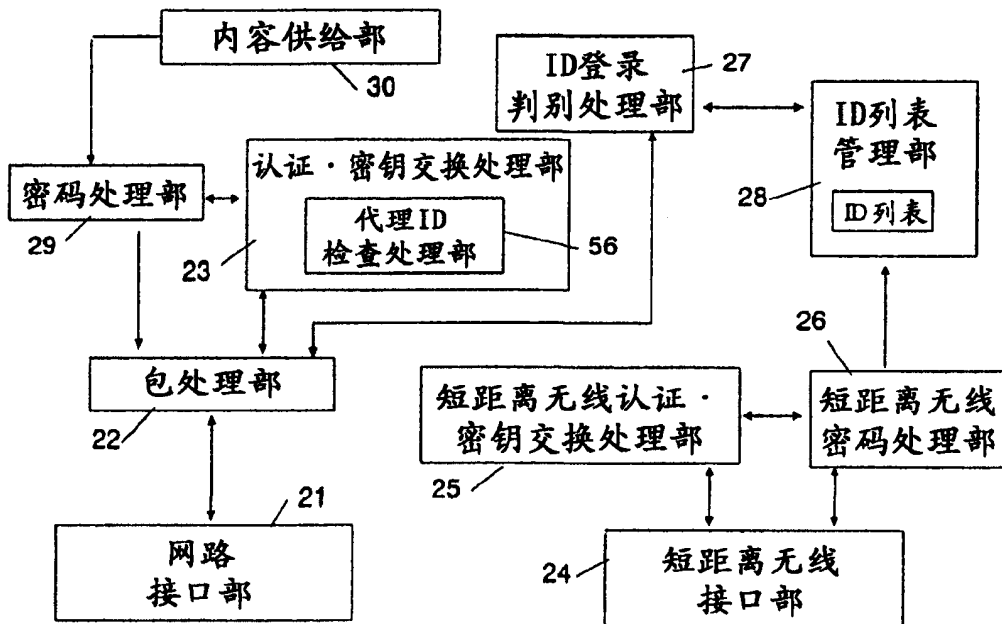 内容供给部
30
ID登录
判别处理部
27
ID列表
管理部
28
ID列表
认证·密钥交换处理部
代理ID
检查处理部
56
23
密码处理部
29
26
包处理部
22
短距离无线认证·
密钥交换处理部
25
短距离无线
密码处理部
21
网路
接口部
24
短距离无线
接口部